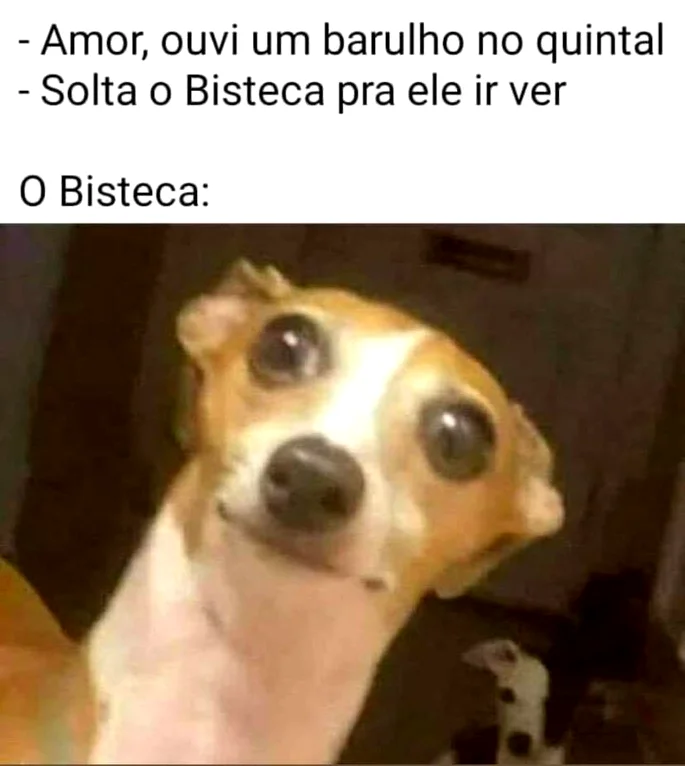 - Amor, ouvi um barulho no quintal
- Solta o Bisteca pra ele ir ver
O Bisteca: